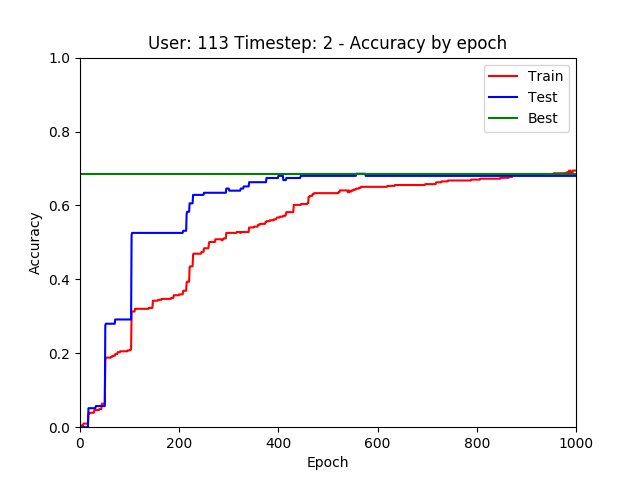 User: 113 Timestep: 2 - Accuracy by epoch
1.0
0.8
0.6
0.4
0.2
0.0
Accuracy
Train
Test
Best
0 200 400 600 800 1000
Epoch